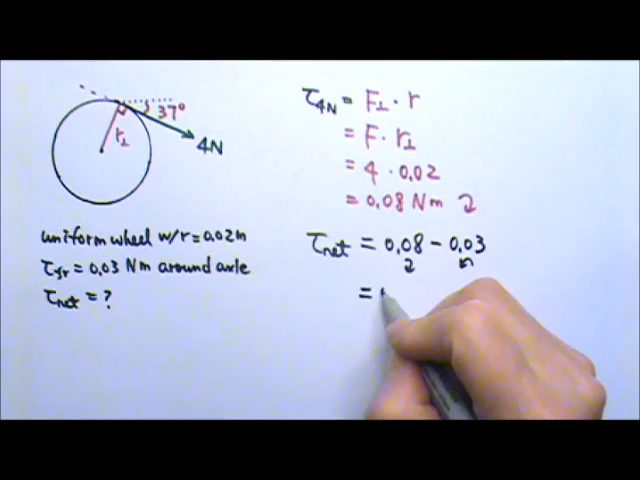 37°
r⊥
4N
uniform wheel w/ r = 0.02m
τfr = 0.03 Nm around axle
τnet = ?
τ4N = F⊥ · r
= F · r⊥
= 4 · 0.02
= 0.08 Nm ↻
τnet = 0.08 - 0.03
↻ ↺
=